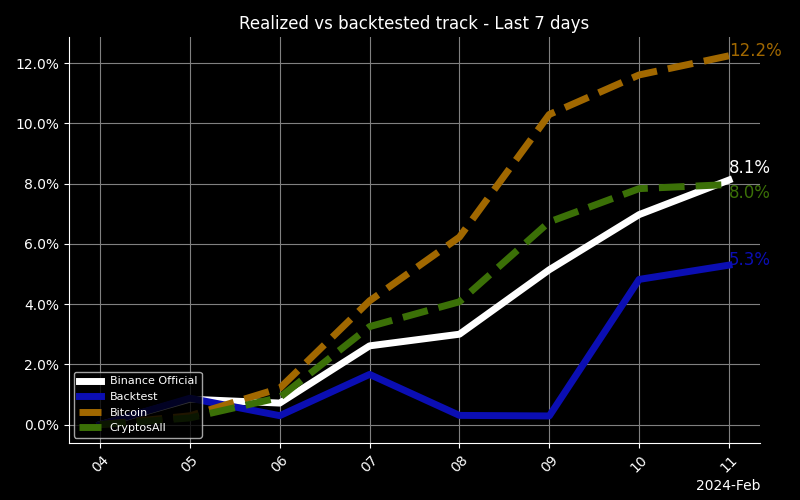 Realized vs backtested track - Last 7 days
12.2%
12.0%
10.0%
8.1%
8.0%
8.0%
6.0%
5.3%
4.0%
2.0%
0.0%
Binance Official
Backtest
Bitcoin
CryptosAll
04 05 06 07 08 09 10 11
2024-Feb